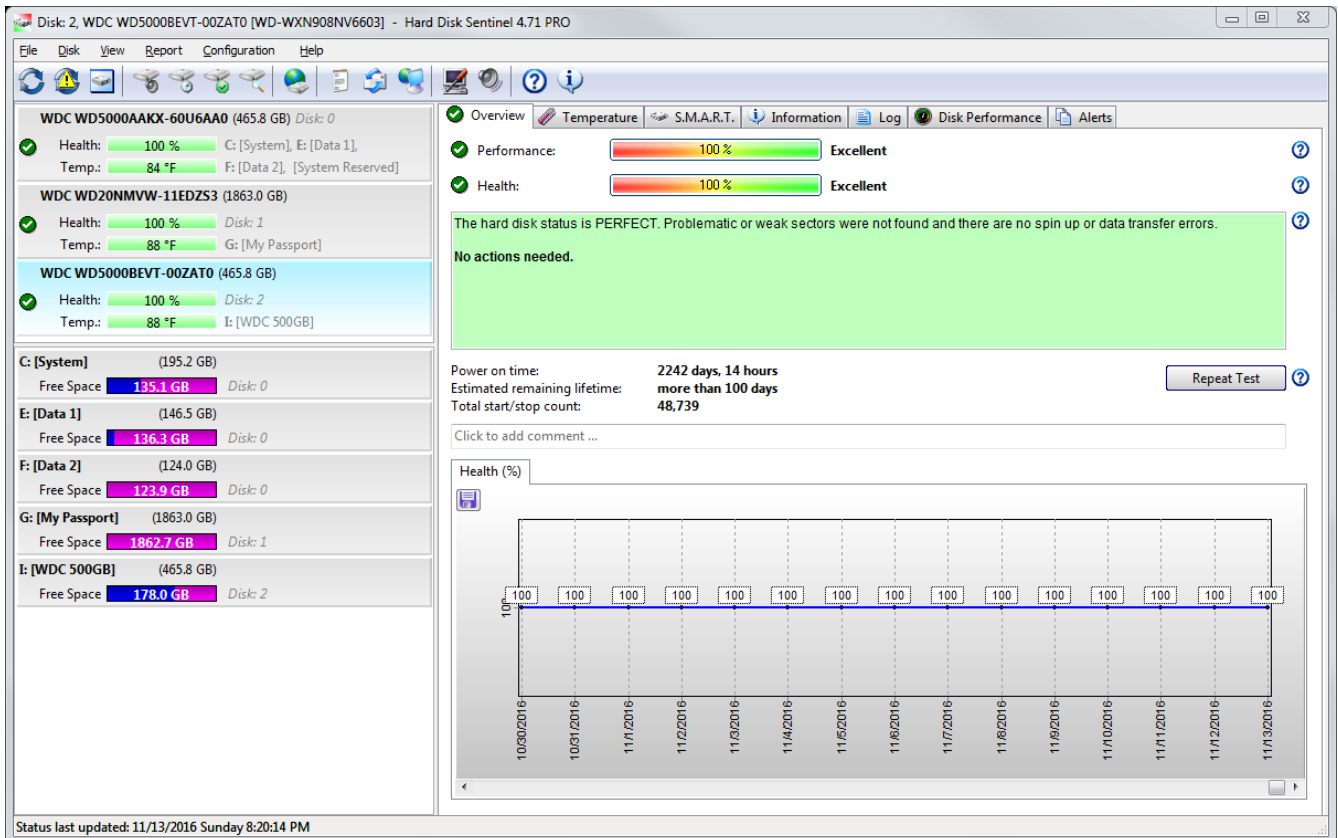 Disk: 2, WDC WD5000BEVT-00ZAT0 [WD-WXN908NV6603] - Hard Disk Sentinel 4.71 PRO
File Disk View Report Configuration Help
WDC WD5000AAKX-60U6AA0 (465.8 GB) Disk: 0
Health: 100 % C: [System], E: [Data 1],
Temp.: 84 °F F: [Data 2], [System Reserved]
WDC WD20NMVW-11EDZS3 (1863.0 GB)
Health: 100 % Disk: 1
Temp.: 88 °F G: [My Passport]
WDC WD5000BEVT-00ZAT0 (465.8 GB)
Health: 100 % Disk: 2
Temp.: 88 °F I: [WDC 500GB]
C: [System] (195.2 GB)
Free Space 135.1 GB Disk: 0
E: [Data 1] (146.5 GB)
Free Space 136.3 GB Disk: 0
F: [Data 2] (124.0 GB)
Free Space 123.9 GB Disk: 0
G: [My Passport] (1863.0 GB)
Free Space 1862.7 GB Disk: 1
I: [WDC 500GB] (465.8 GB)
Free Space 178.0 GB Disk: 2
Overview Temperature S.M.A.R.T. Information Log Disk Performance Alerts
Performance: 100 % Excellent
Health: 100 % Excellent
The hard disk status is PERFECT. Problematic or weak sectors were not found and there are no spin up or data transfer errors.
No actions needed.
Power on time: 2242 days, 14 hours
Estimated remaining lifetime: more than 100 days
Total start/stop count: 48,739
Repeat Test
Click to add comment ...
Health (%)
100
100 100 100 100 100 100 100 100 100 100 100 100 100 100 100
10/30/2016 10/31/2016 11/1/2016 11/2/2016 11/3/2016 11/4/2016 11/5/2016 11/6/2016 11/7/2016 11/8/2016 11/9/2016 11/10/2016 11/11/2016 11/12/2016 11/13/2016
Status last updated: 11/13/2016 Sunday 8:20:14 PM